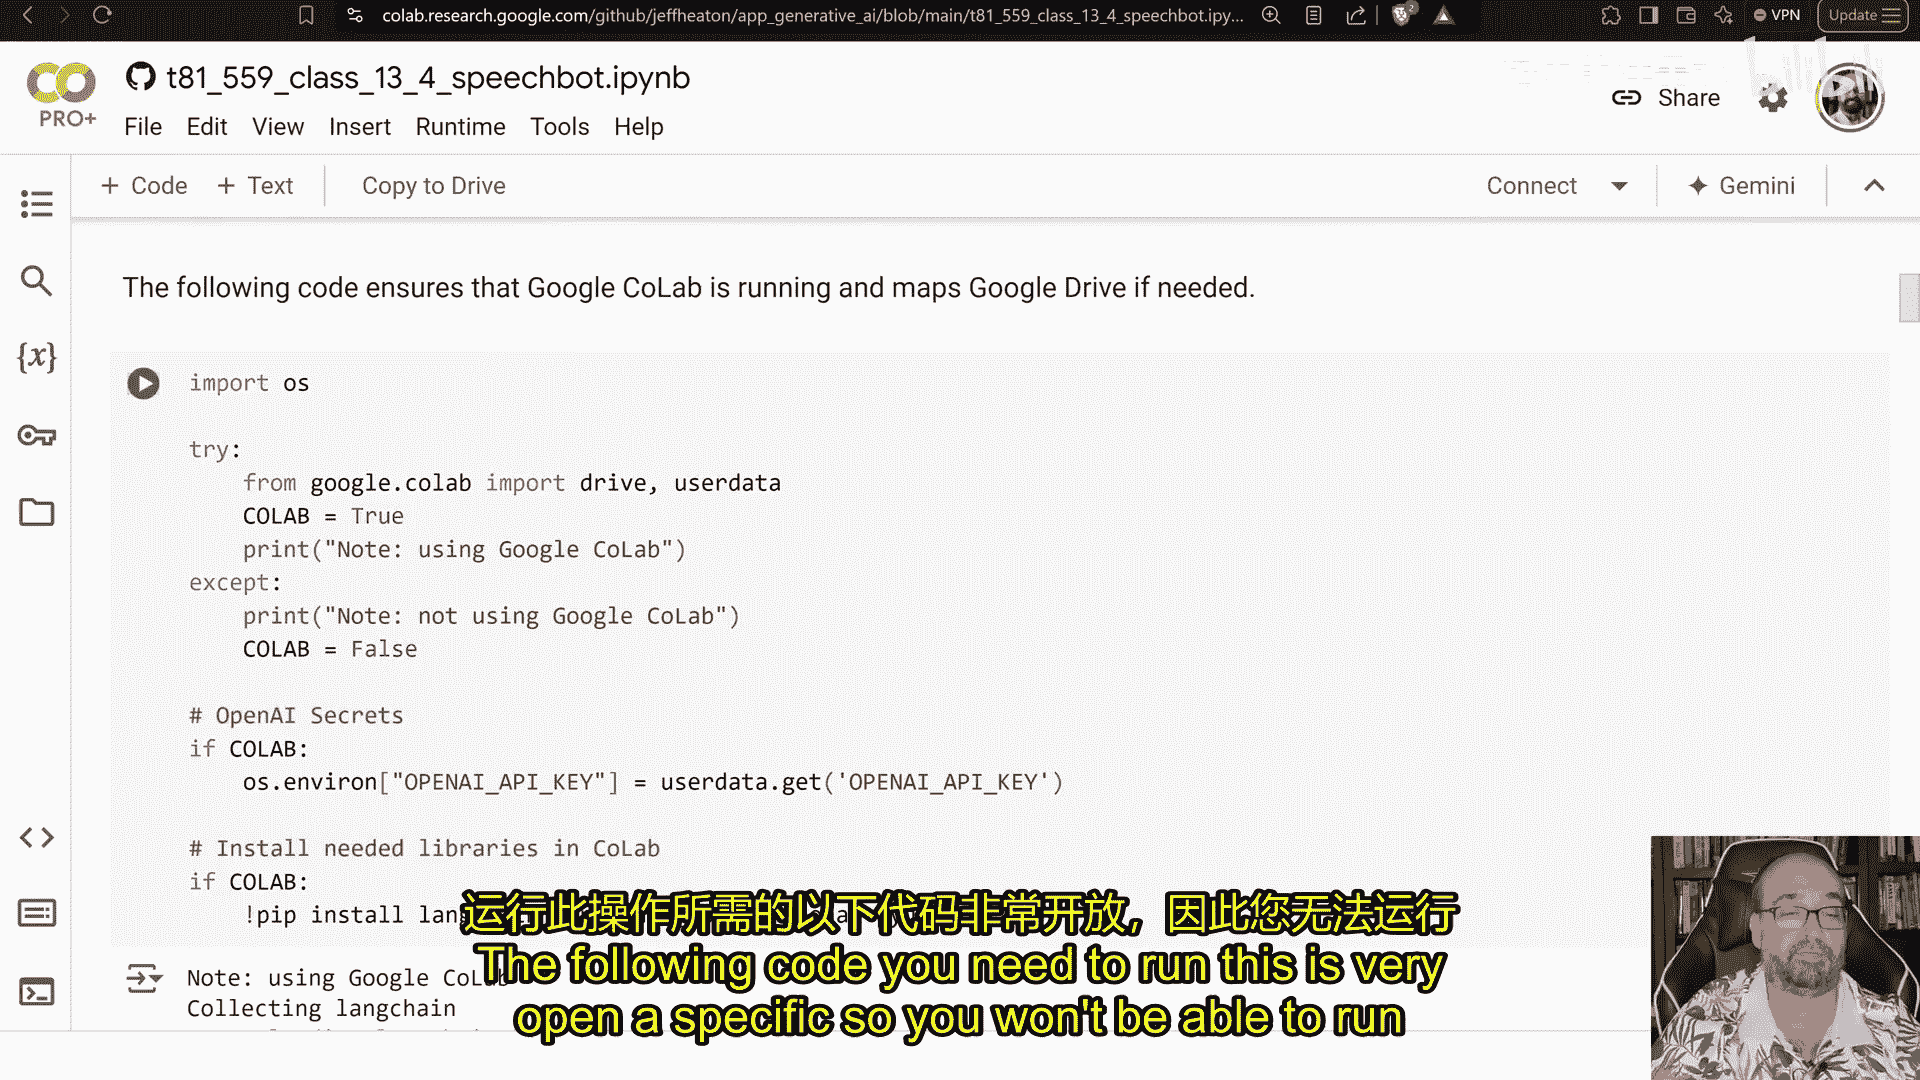 colab.research.google.com/github/jeffheaton/app_generative_ai/blob/main/t81_559_class_13_4_speechbot.ipy...
2
VPN
Update
PRO+
t81_559_class_13_4_speechbot.ipynb
File Edit View Insert Runtime Tools Help
Share
bilibili
+ Code + Text Copy to Drive
Connect
Gemini
The following code ensures that Google CoLab is running and maps Google Drive if needed.
{x}
import os
try:
from google.colab import drive, userdata
COLAB = True
print("Note: using Google CoLab")
except:
print("Note: not using Google CoLab")
COLAB = False
# OpenAI Secrets
if COLAB:
os.environ["OPENAI_API_KEY"] = userdata.get('OPENAI_API_KEY')
# Install needed libraries in CoLab
if COLAB:
!pip install
运行此操作所需的以下代码非常开放，因此您无法运行
The following code you need to run this is very
open a specific so you won't be able to run
Note: using Google
Collecting langchain